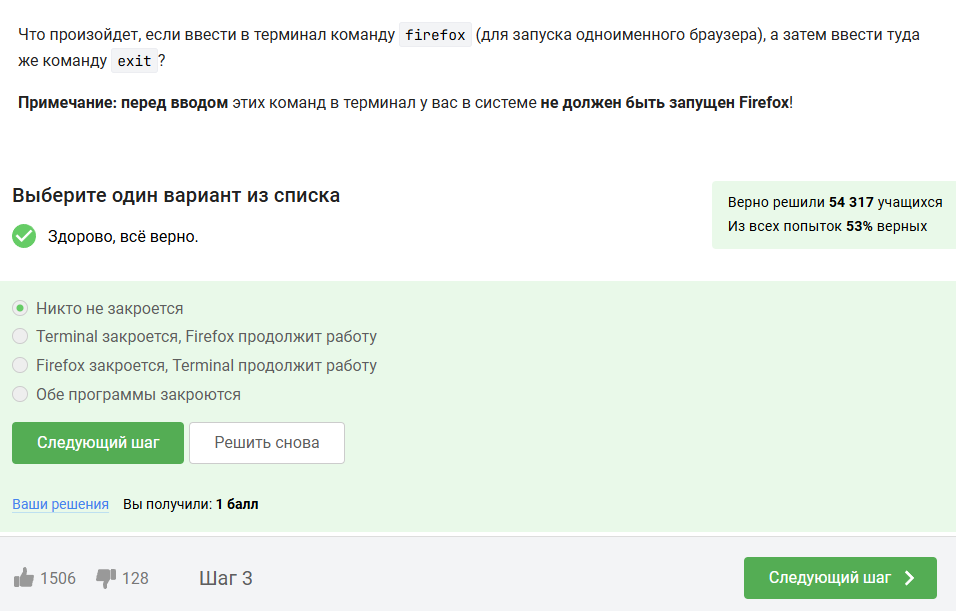 Что произойдет, если ввести в терминал команду firefox (для запуска одноименного браузера), а затем ввести туда
же команду exit ?
Примечание: перед вводом этих команд в терминал у вас в системе не должен быть запущен Firefox!
Выберите один вариант из списка
Здорово, всё верно.
Верно решили 54 317 учащихся
Из всех попыток 53% верных
Никто не закроется
Terminal закроется, Firefox продолжит работу
Firefox закроется, Terminal продолжит работу
Обе программы закроются
Следующий шаг
Решить снова
Ваши решения Вы получили: 1 балл
1506 128 Шаг 3
Следующий шаг